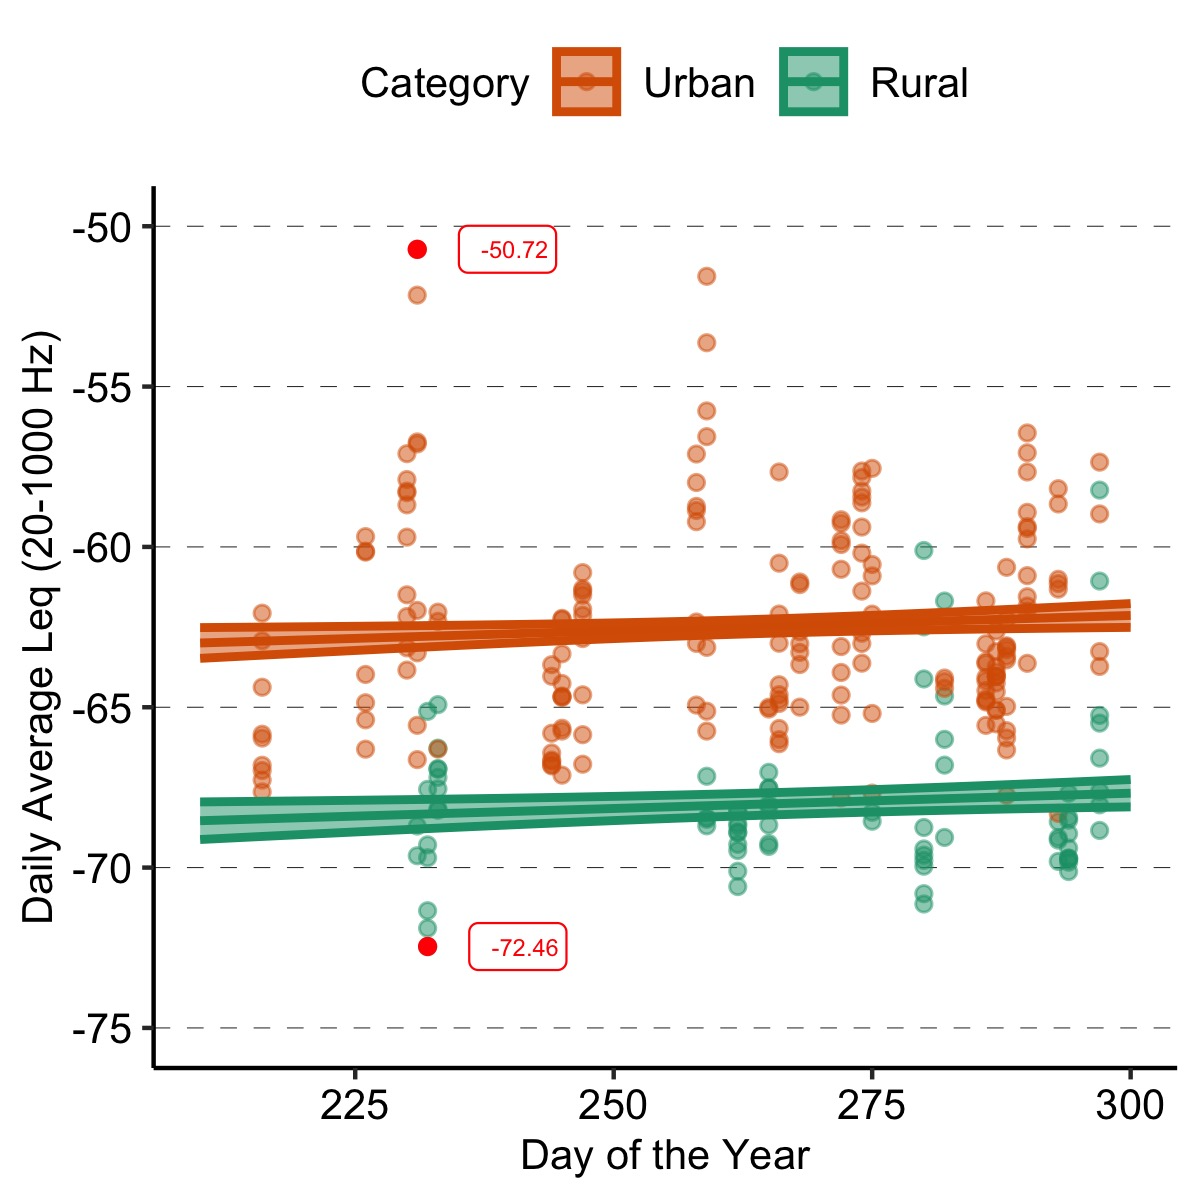 Category Urban Rural
-50
-50.72
-55
-60
-65
-70
-72.46
-75
Daily Average Leq (20-1000 Hz)
225 250 275 300
Day of the Year